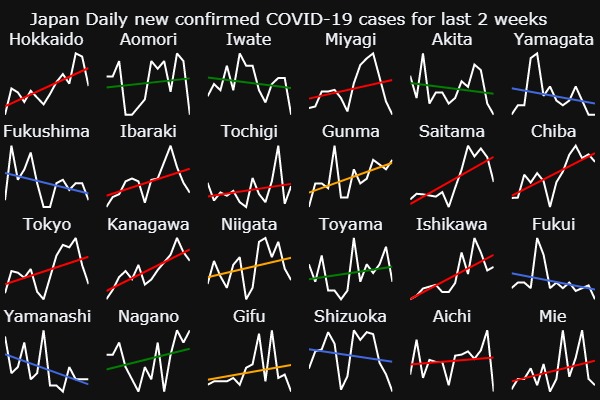 Japan Daily new confirmed COVID-19 cases for last 2 weeks
Hokkaido Aomori Iwate Miyagi Akita Yamagata
Fukushima Ibaraki Tochigi Gunma Saitama Chiba
Tokyo Kanagawa Niigata Toyama Ishikawa Fukui
Yamanashi Nagano Gifu Shizuoka Aichi Mie